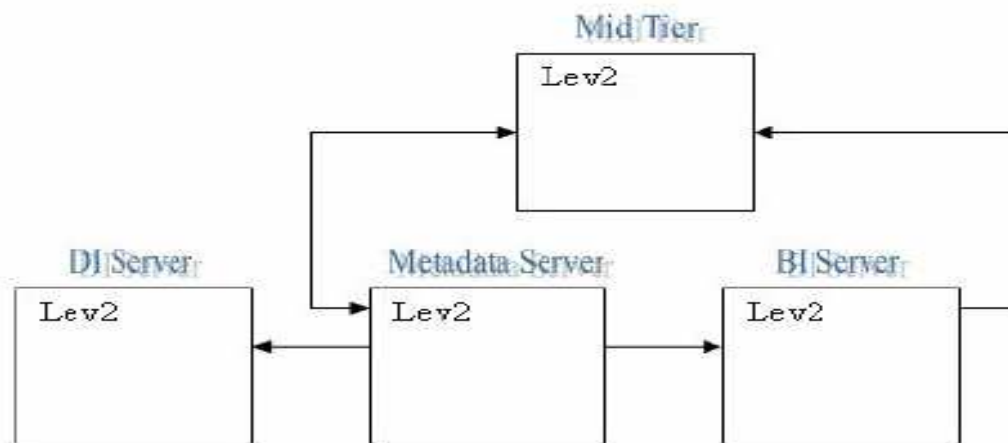 Mid Tier
Lev2
DI Server
Metadata Server
BI Server
Lev2
Lev2
Lev2